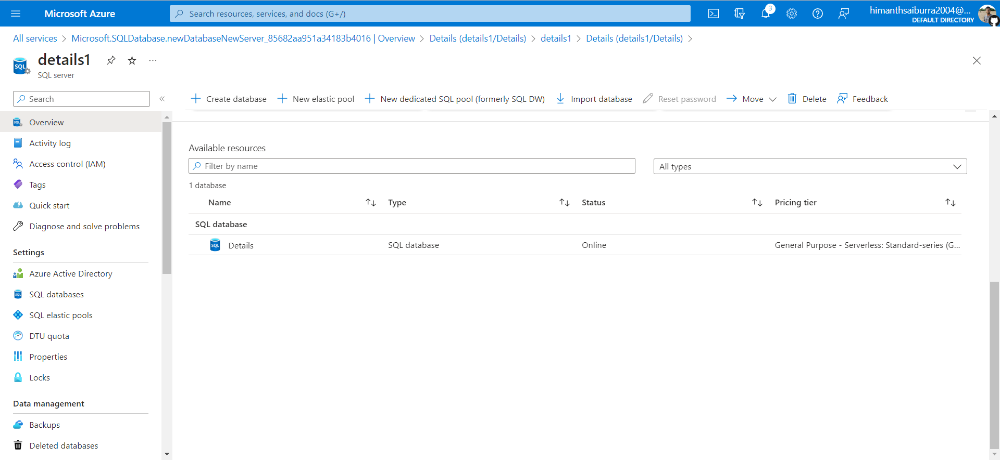 Microsoft Azure
Search resources, services, and docs (G+/)
3
himanthsaiburra2004@...
DEFAULT DIRECTORY
All services > Microsoft.SQLDatabase.newDatabaseNewServer_85682aa951a34183b4016 | Overview > Details (details1/Details) > details1 > Details (details1/Details) >
details1
SQL server
Search
«
Create database
New elastic pool
New dedicated SQL pool (formerly SQL DW)
Import database
Reset password
Move
Delete
Feedback
Overview
Activity log
Access control (IAM)
Tags
Quick start
Diagnose and solve problems
Settings
Azure Active Directory
SQL databases
SQL elastic pools
DTU quota
Properties
Locks
Data management
Backups
Deleted databases
Available resources
Filter by name
All types
1 database
Name
Type
Status
Pricing tier
SQL database
Details
SQL database
Online
General Purpose - Serverless: Standard-series (G...